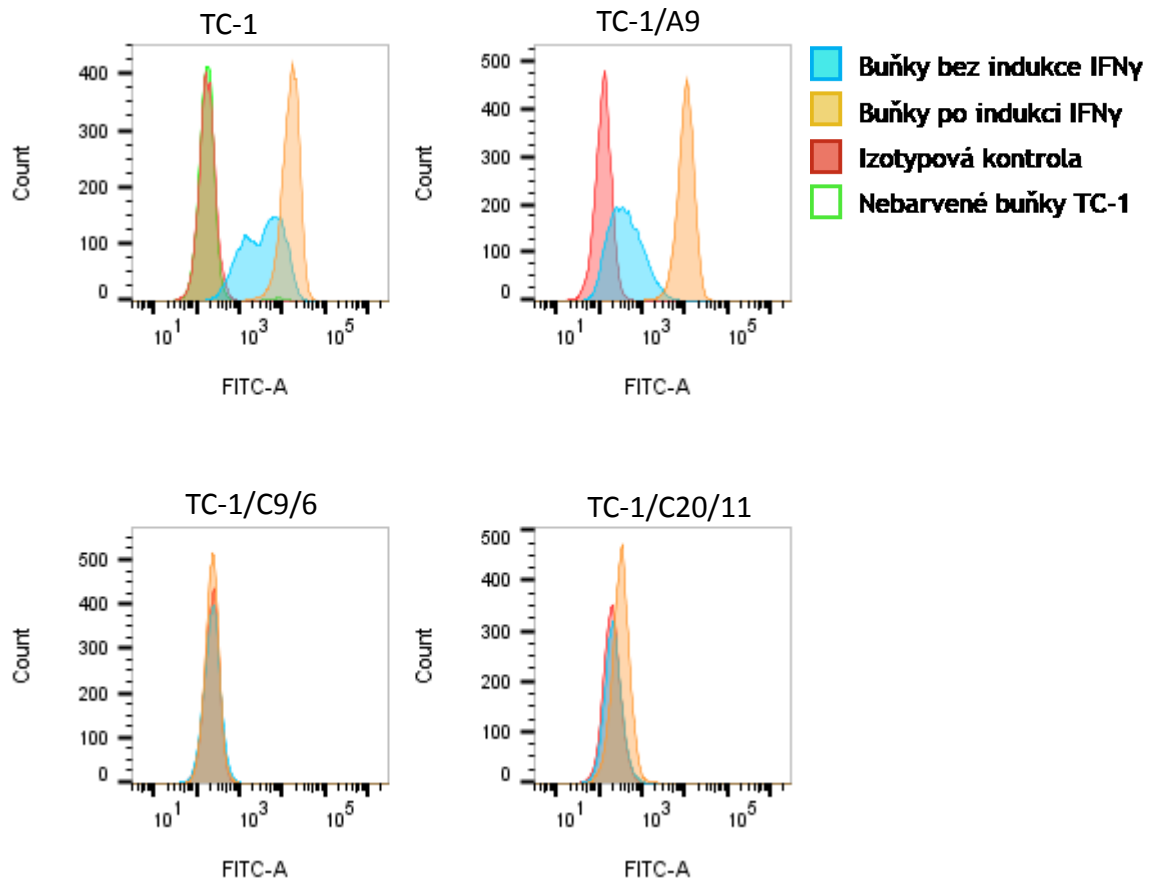 TC-1
TC-1/A9
400
300
200
100
0
Count
10¹ 10³ 10⁵
FITC-A
500
400
300
200
100
0
Count
10¹ 10³ 10⁵
FITC-A
Buňky bez indukce IFNγ
Buňky po indukci IFNγ
Izotypová kontrola
Nebarvené buňky TC-1
TC-1/C9/6
TC-1/C20/11
500
400
300
200
100
0
Count
10¹ 10³ 10⁵
FITC-A
500
400
300
200
100
0
Count
10¹ 10³ 10⁵
FITC-A